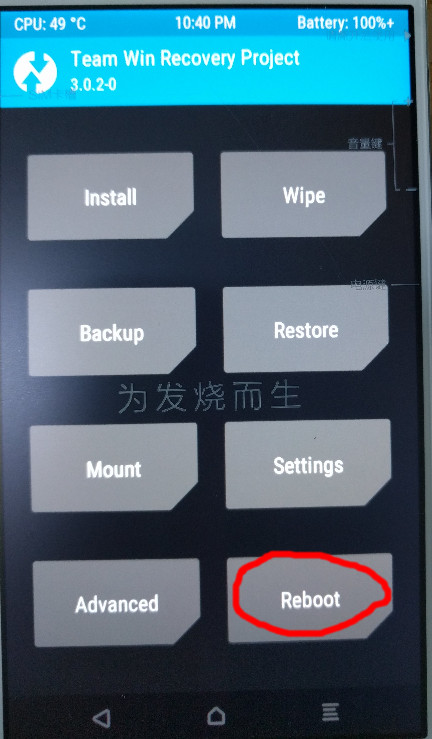 CPU: 49 °C 10:40 PM Battery: 100%+
Team Win Recovery Project
3.0.2-0
音量键
Install Wipe
电源键
Backup Restore
为发烧而生
Mount Settings
Advanced Reboot